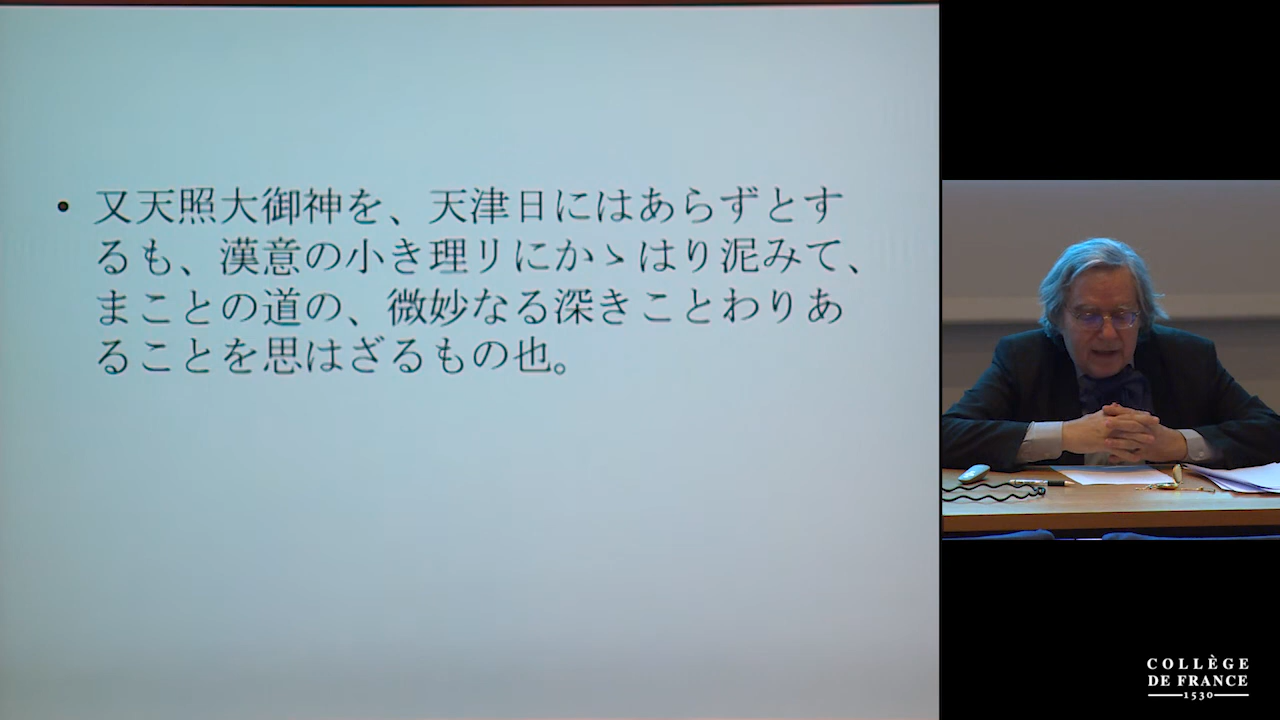 • 又天照大御神を、天津日にはあらずとす
るも、漢意の小き理リにかゝはり泥みて、
まことの道の、微妙なる深きことわりあ
ることを思はざるもの也。
COLLÈGE
DE FRANCE
1530